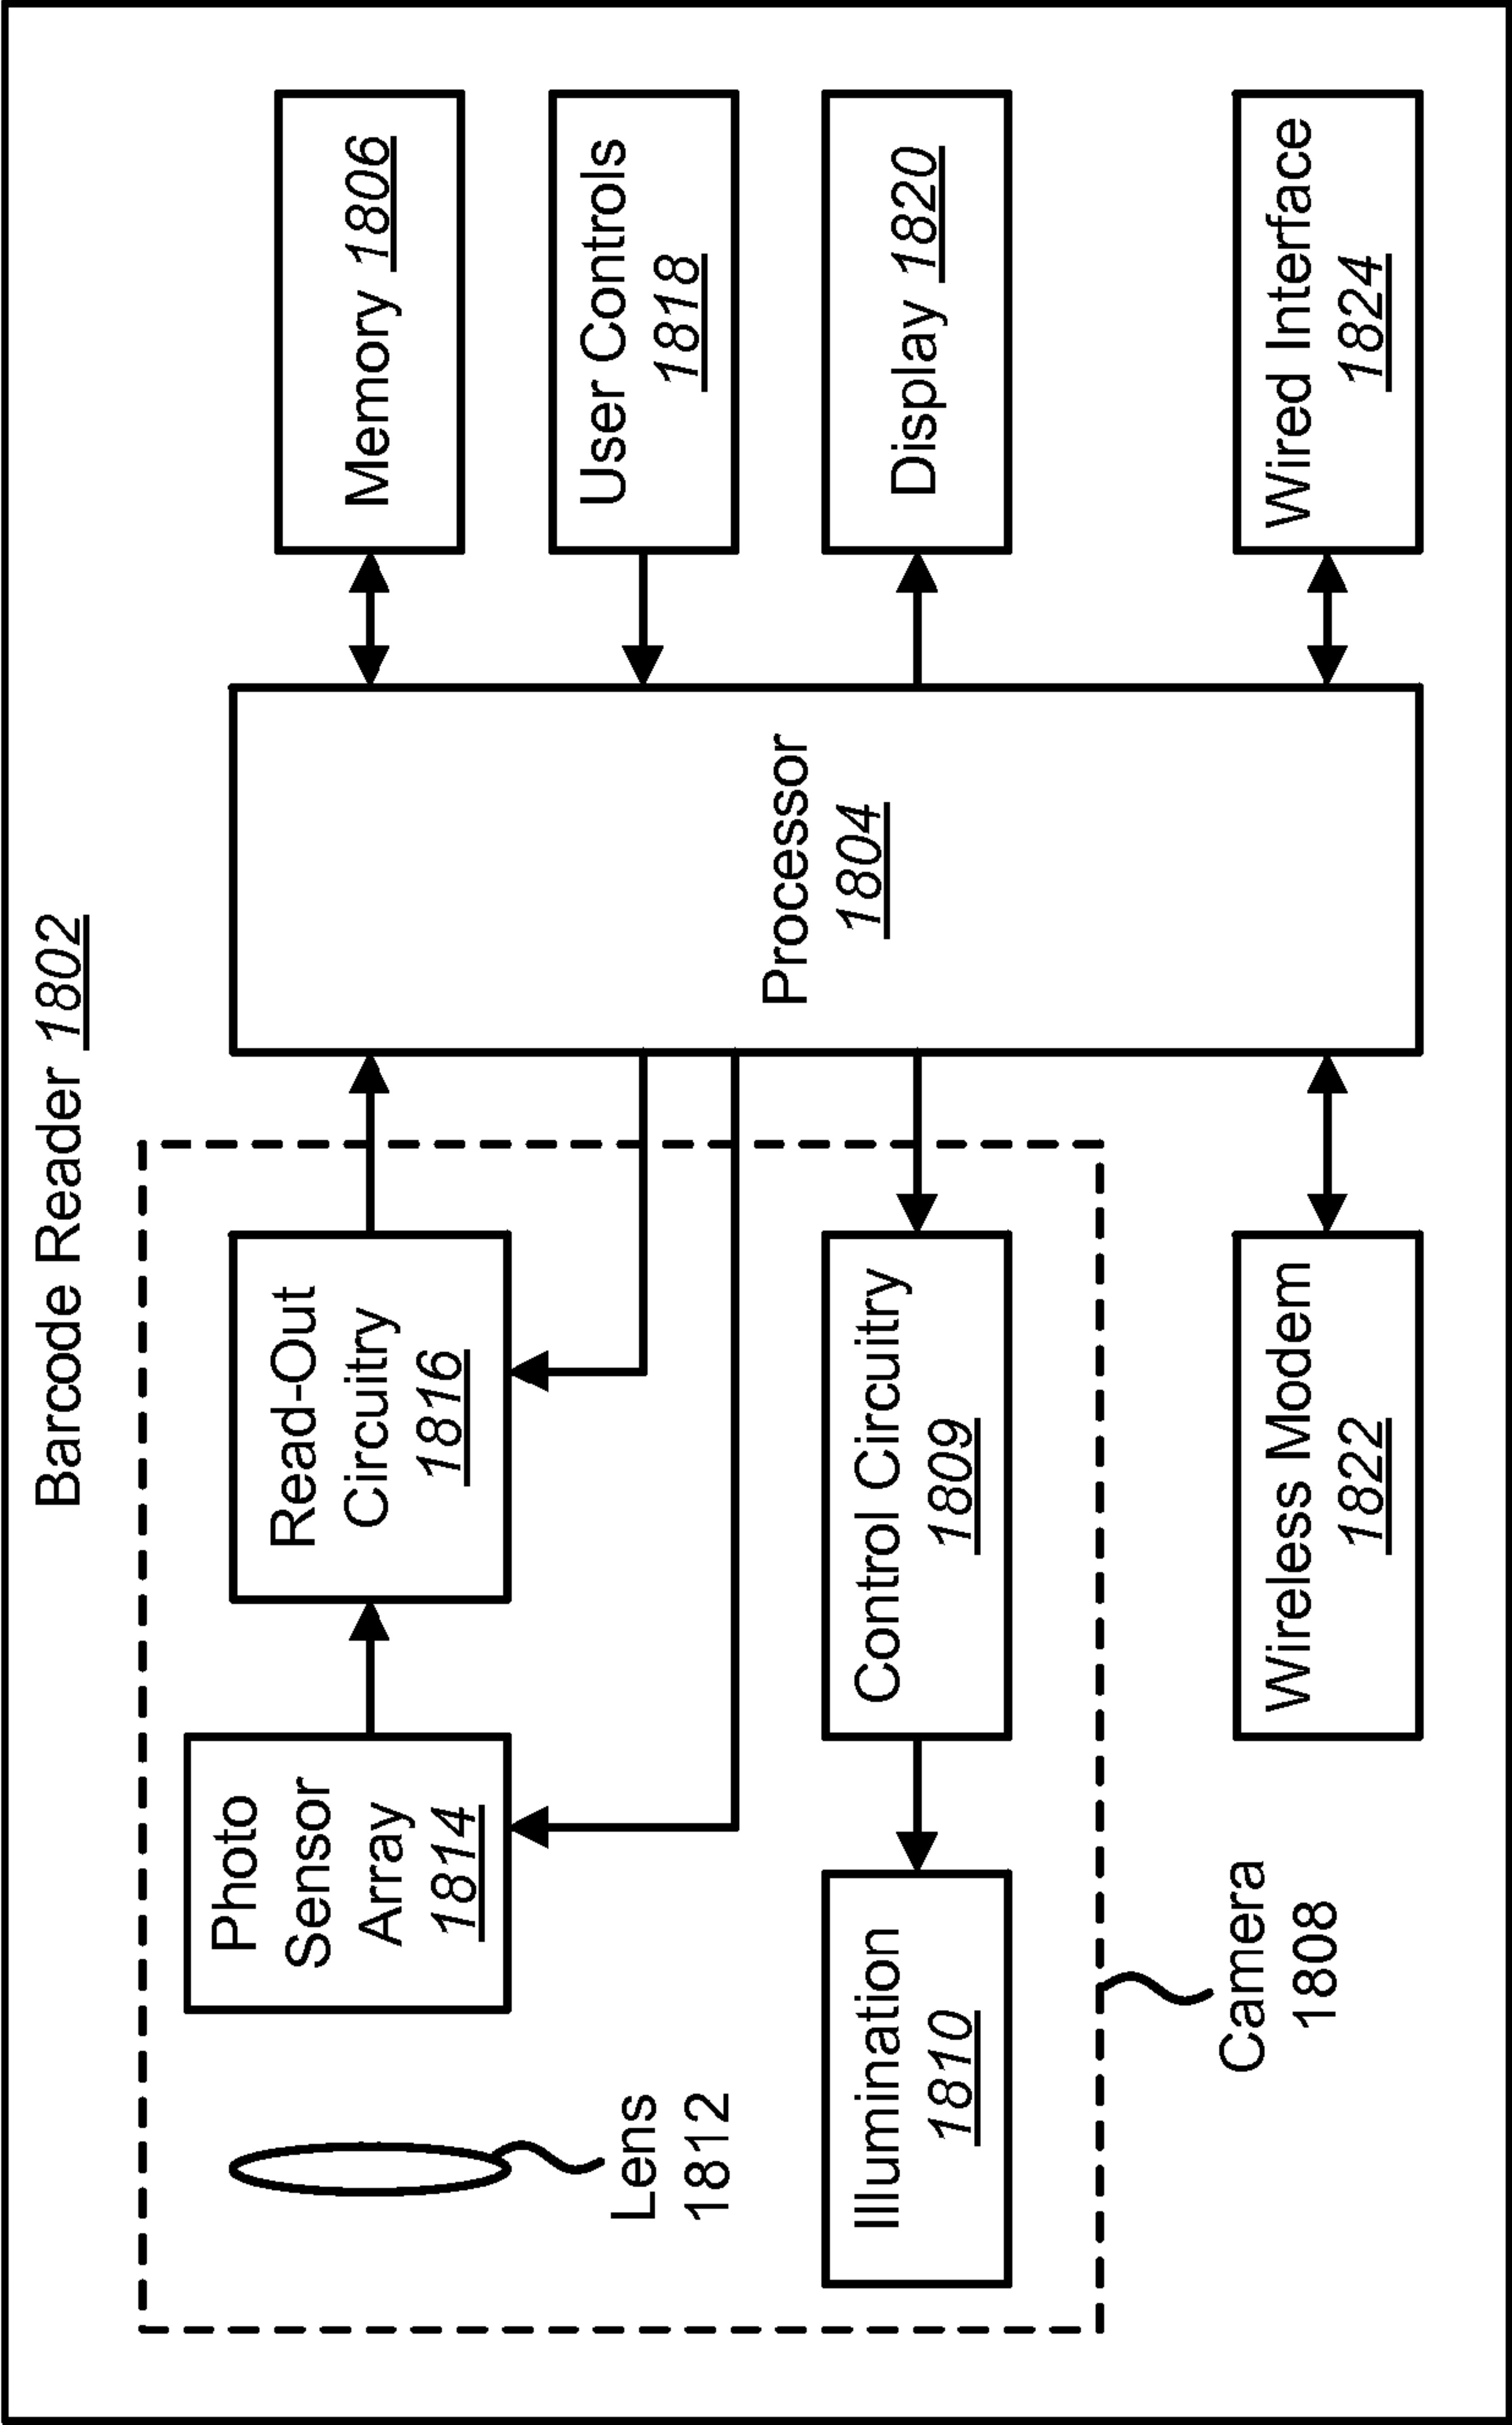 Barcode Reader 1802
Photo
Sensor
Array
1814
Read-Out
Circuitry
1816
Lens
1812
Illumination
1810
Control Circuitry
1809
Camera
1808
Wireless Modem
1822
Processor
1804
Memory 1806
User Controls
1818
Display 1820
Wired Interface
1824